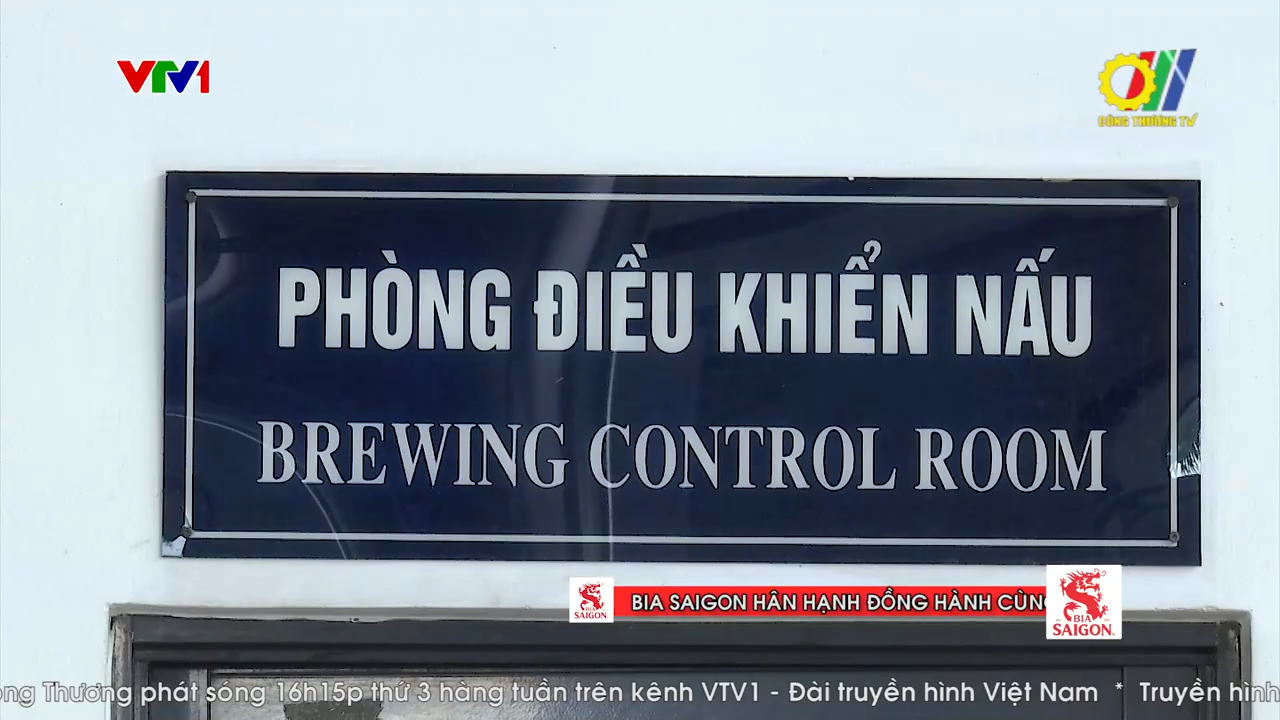 VTV1
CÔNG THƯƠNG TV
PHÒNG ĐIỀU KHIỂN NẤU
BREWING CONTROL ROOM
BIA SAIGON
BIA SAIGON HÂN HẠNH ĐỒNG HÀNH CÙNG
BIA SAIGON
ông Thương phát sóng 16h15p thứ 3 hàng tuần trên kênh VTV1 - Đài truyền hình Việt Nam * Truyền hình